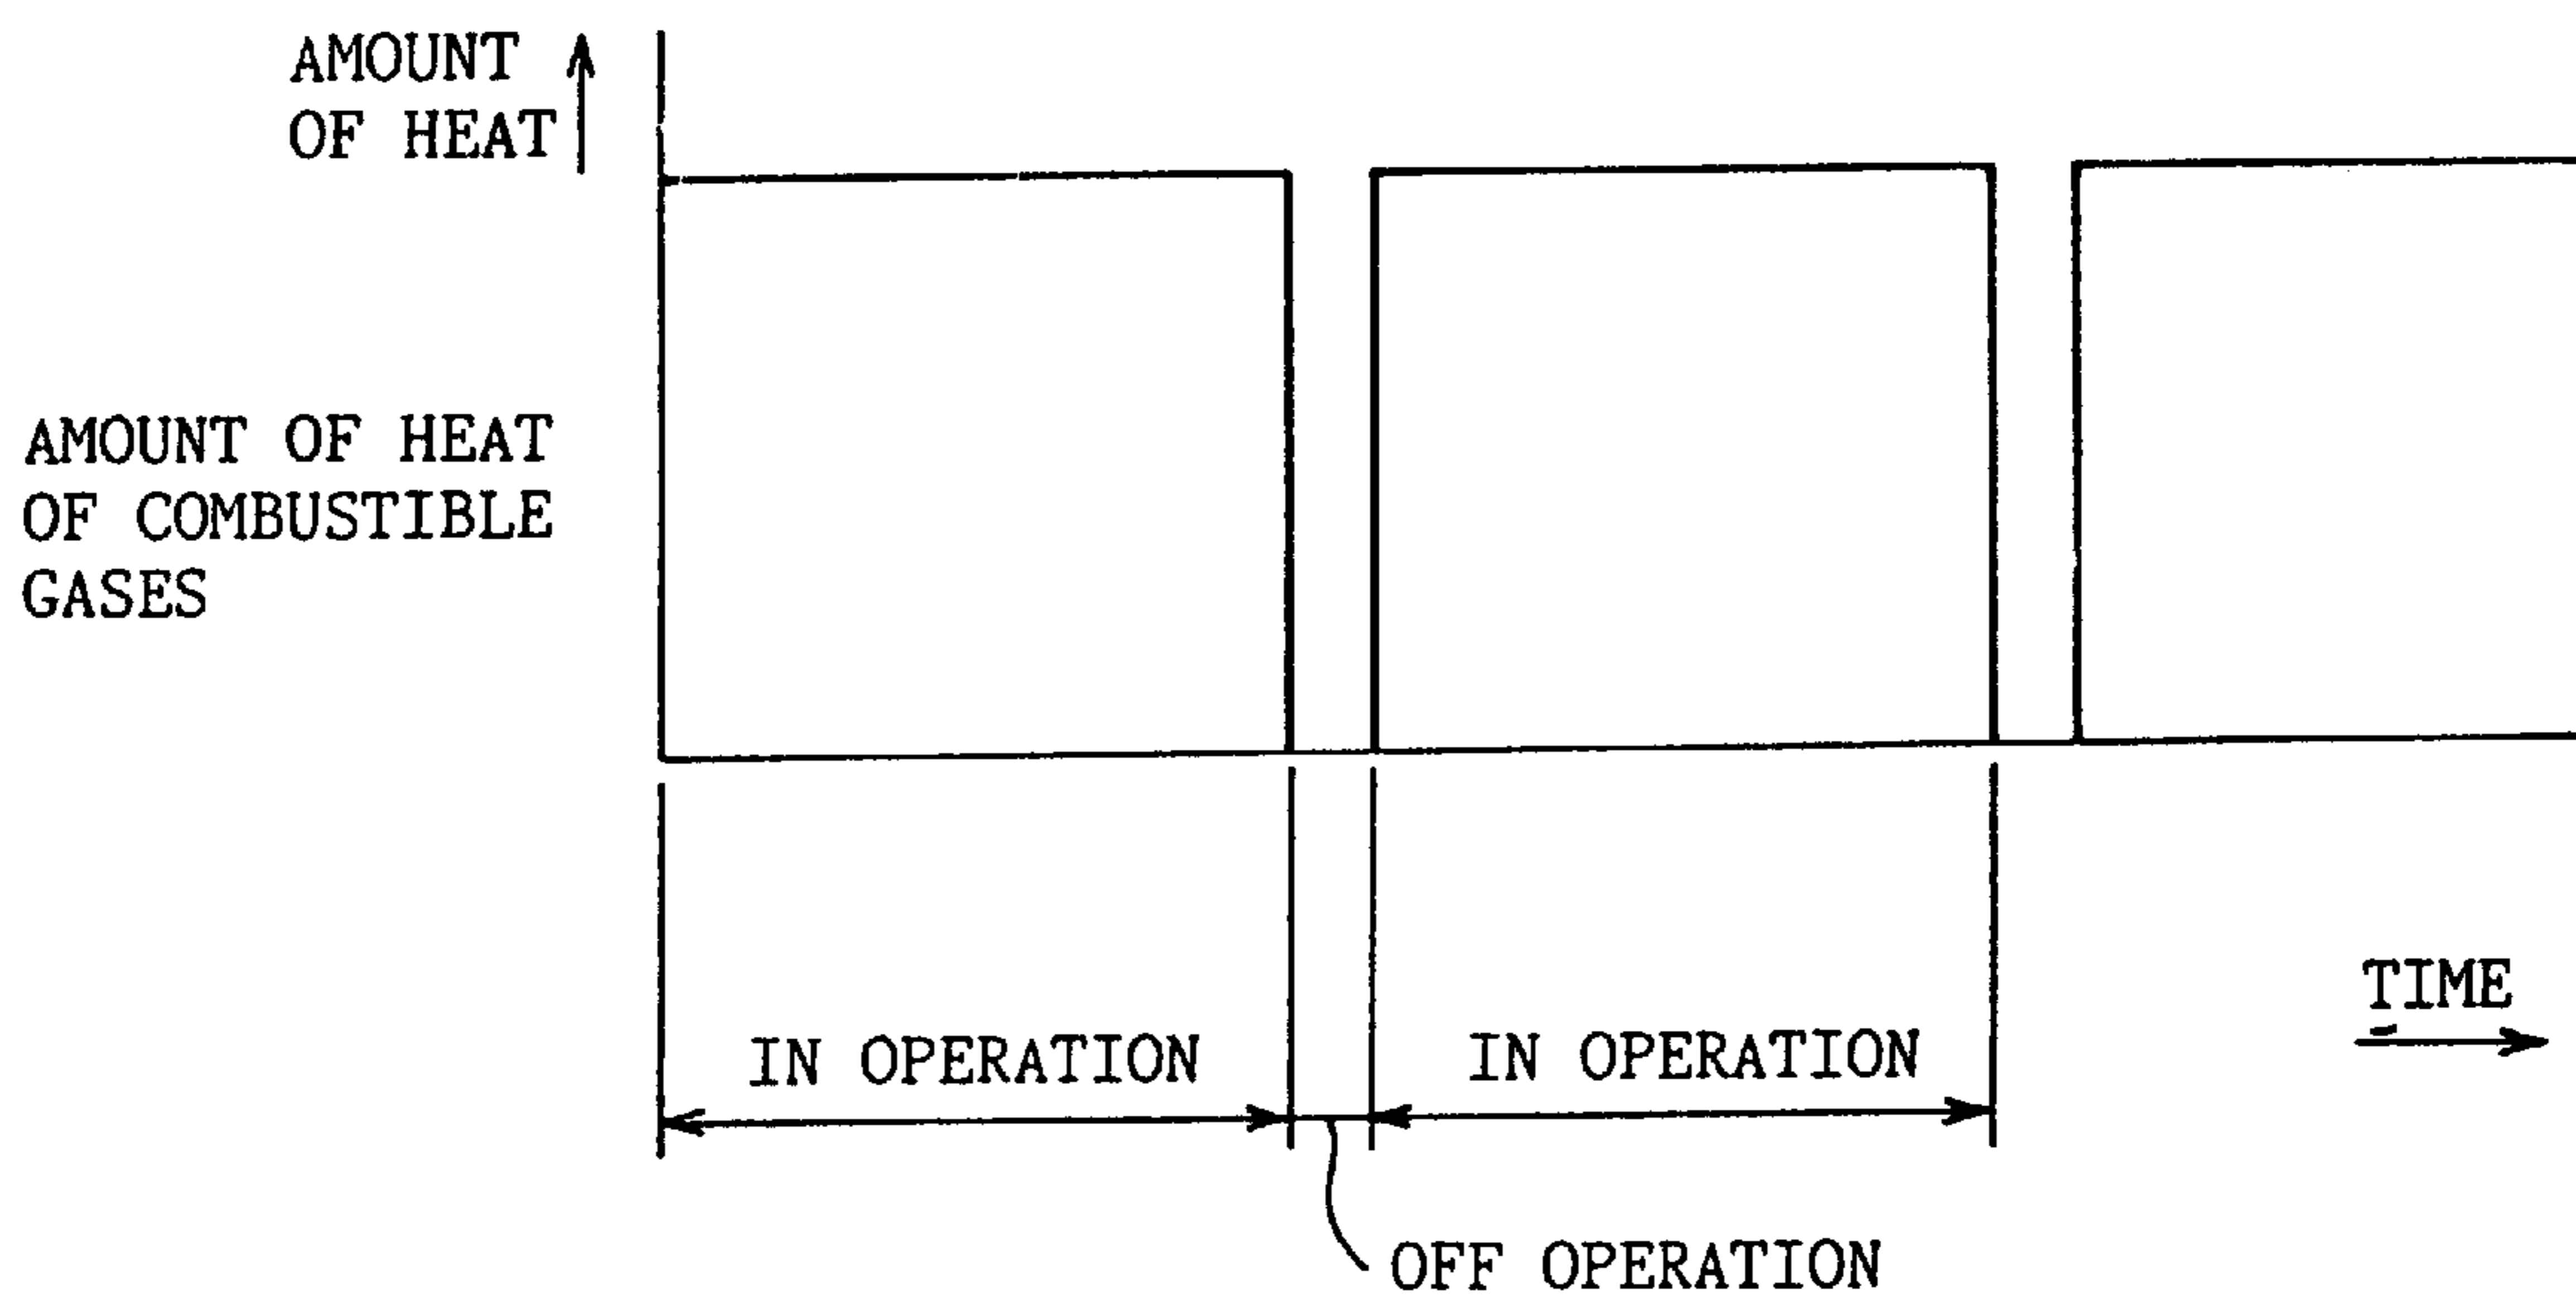 AMOUNT
OF HEAT
AMOUNT OF HEAT
OF COMBUSTIBLE
GASES
TIME
IN OPERATION
IN OPERATION
OFF OPERATION